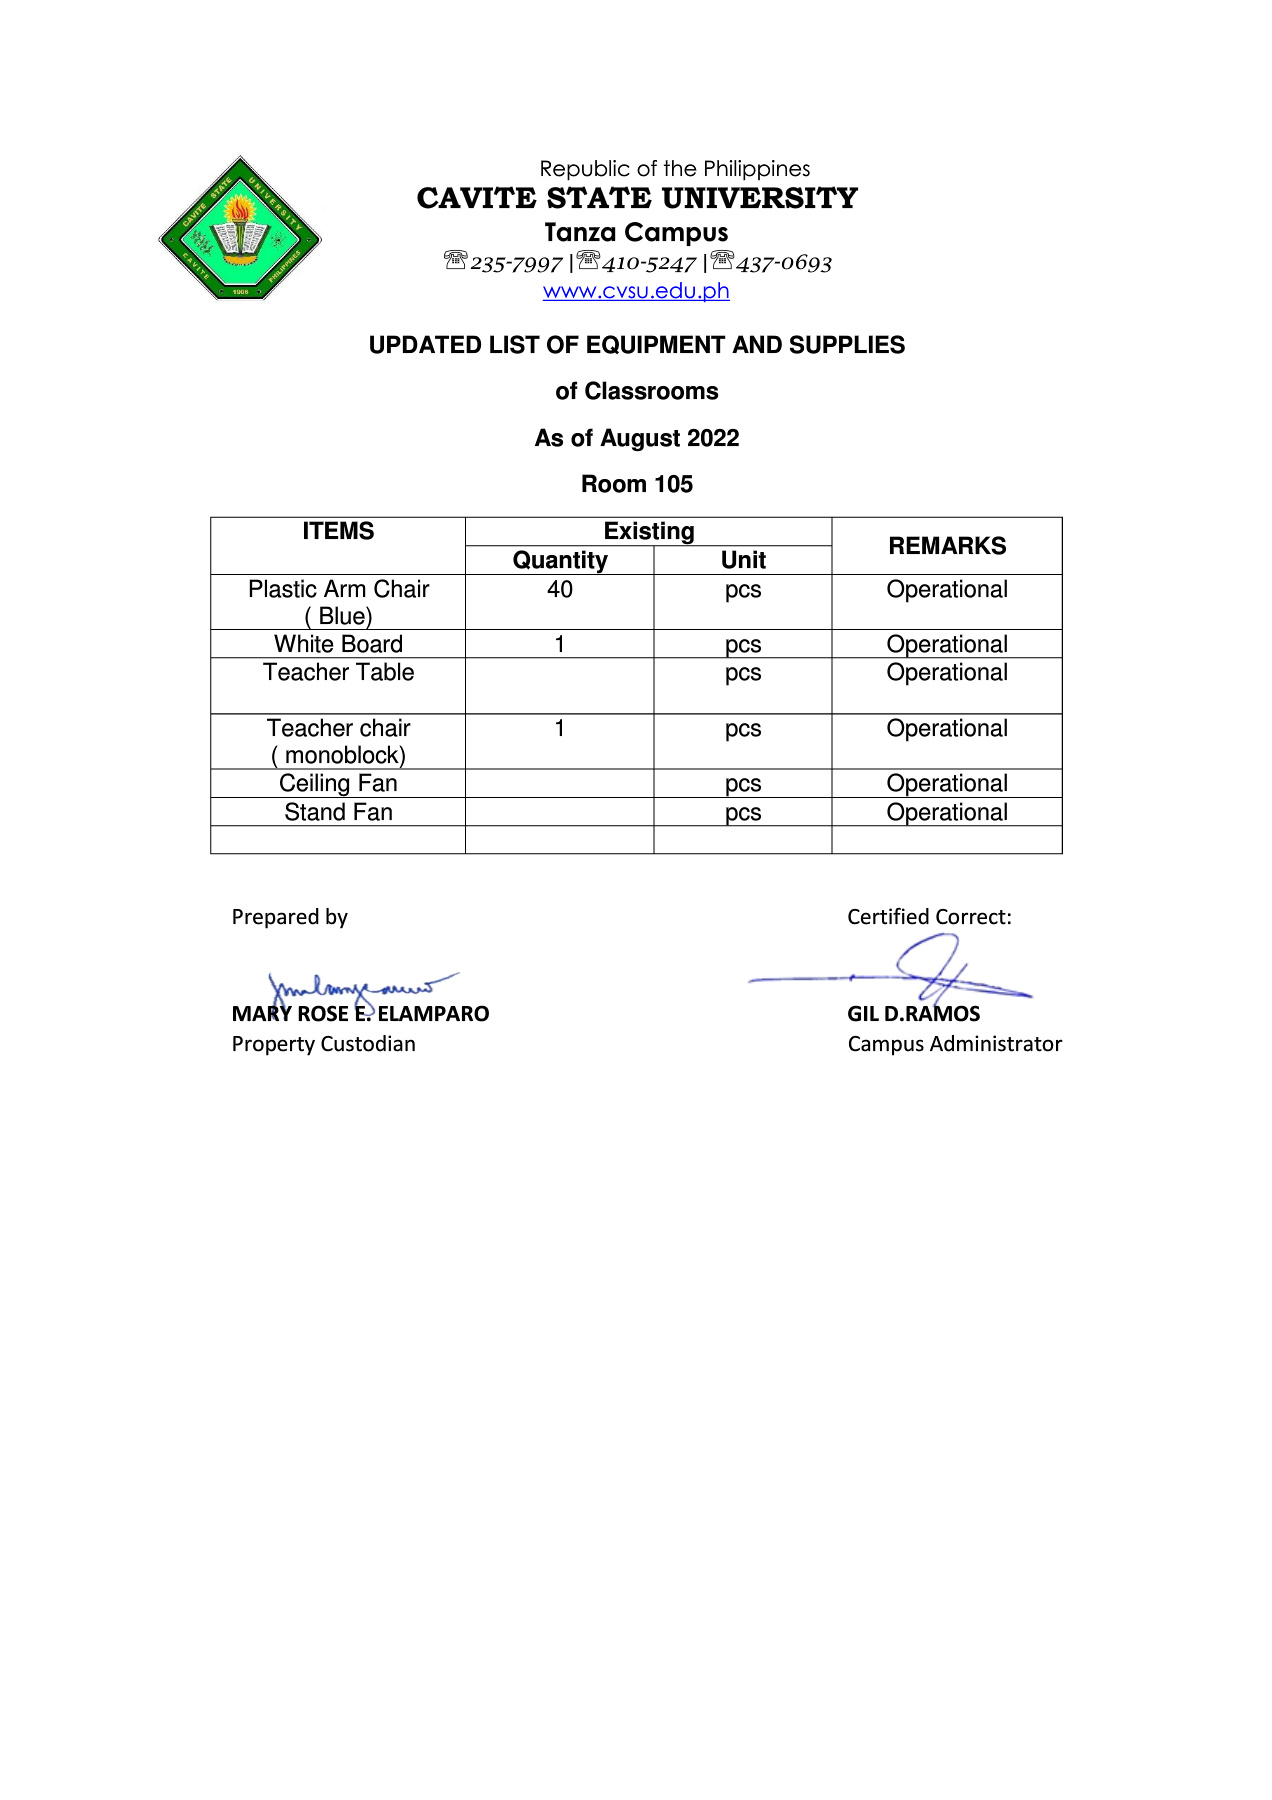 Republic of the Philippines
CAVITE STATE UNIVERSITY
Tanza Campus
☏235-7997 |☏410-5247 |☏437-0693
www.cvsu.edu.ph
CAVITE STATE UNIVERSITY
CAVITE PHILIPPINES
1906
UPDATED LIST OF EQUIPMENT AND SUPPLIES
of Classrooms
As of August 2022
Room 105
ITEMS Existing REMARKS
Quantity Unit
Plastic Arm Chair 40 pcs Operational
( Blue)
White Board 1 pcs Operational
Teacher Table pcs Operational
Teacher chair 1 pcs Operational
( monoblock)
Ceiling Fan pcs Operational
Stand Fan pcs Operational
Prepared by Certified Correct:
MARY ROSE E. ELAMPARO GIL D.RAMOS
Property Custodian Campus Administrator